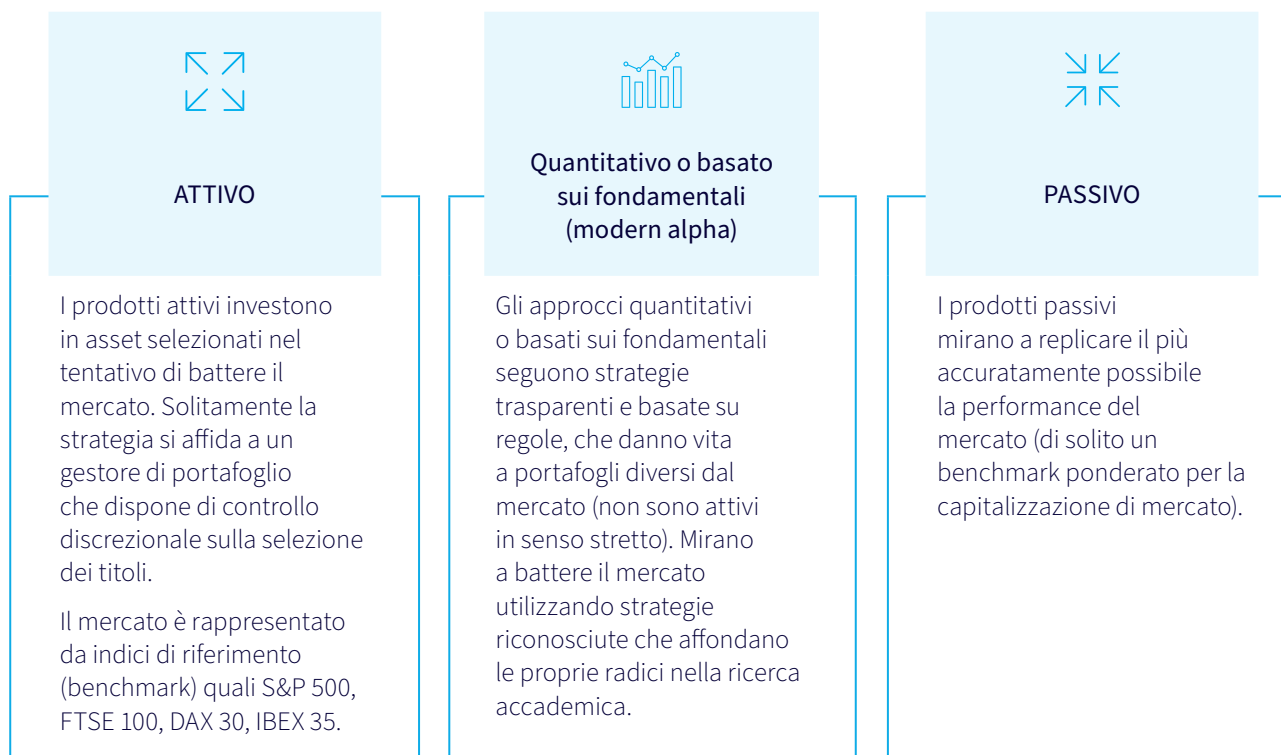 ATTIVO
I prodotti attivi investono
in asset selezionati nel
tentativo di battere il
mercato. Solitamente la
strategia si affida a un
gestore di portafoglio
che dispone di controllo
discrezionale sulla selezione
dei titoli.
Il mercato è rappresentato
da indici di riferimento
(benchmark) quali S&P 500,
FTSE 100, DAX 30, IBEX 35.
Quantitativo o basato
sui fondamentali
(modern alpha)
Gli approcci quantitativi
o basati sui fondamentali
seguono strategie
trasparenti e basate su
regole, che danno vita
a portafogli diversi dal
mercato (non sono attivi
in senso stretto). Mirano
a battere il mercato
utilizzando strategie
riconosciute che affondano
le proprie radici nella ricerca
accademica.
PASSIVO
I prodotti passivi
mirano a replicare il più
accuratamente possibile
la performance del
mercato (di solito un
benchmark ponderato per la
capitalizzazione di mercato).